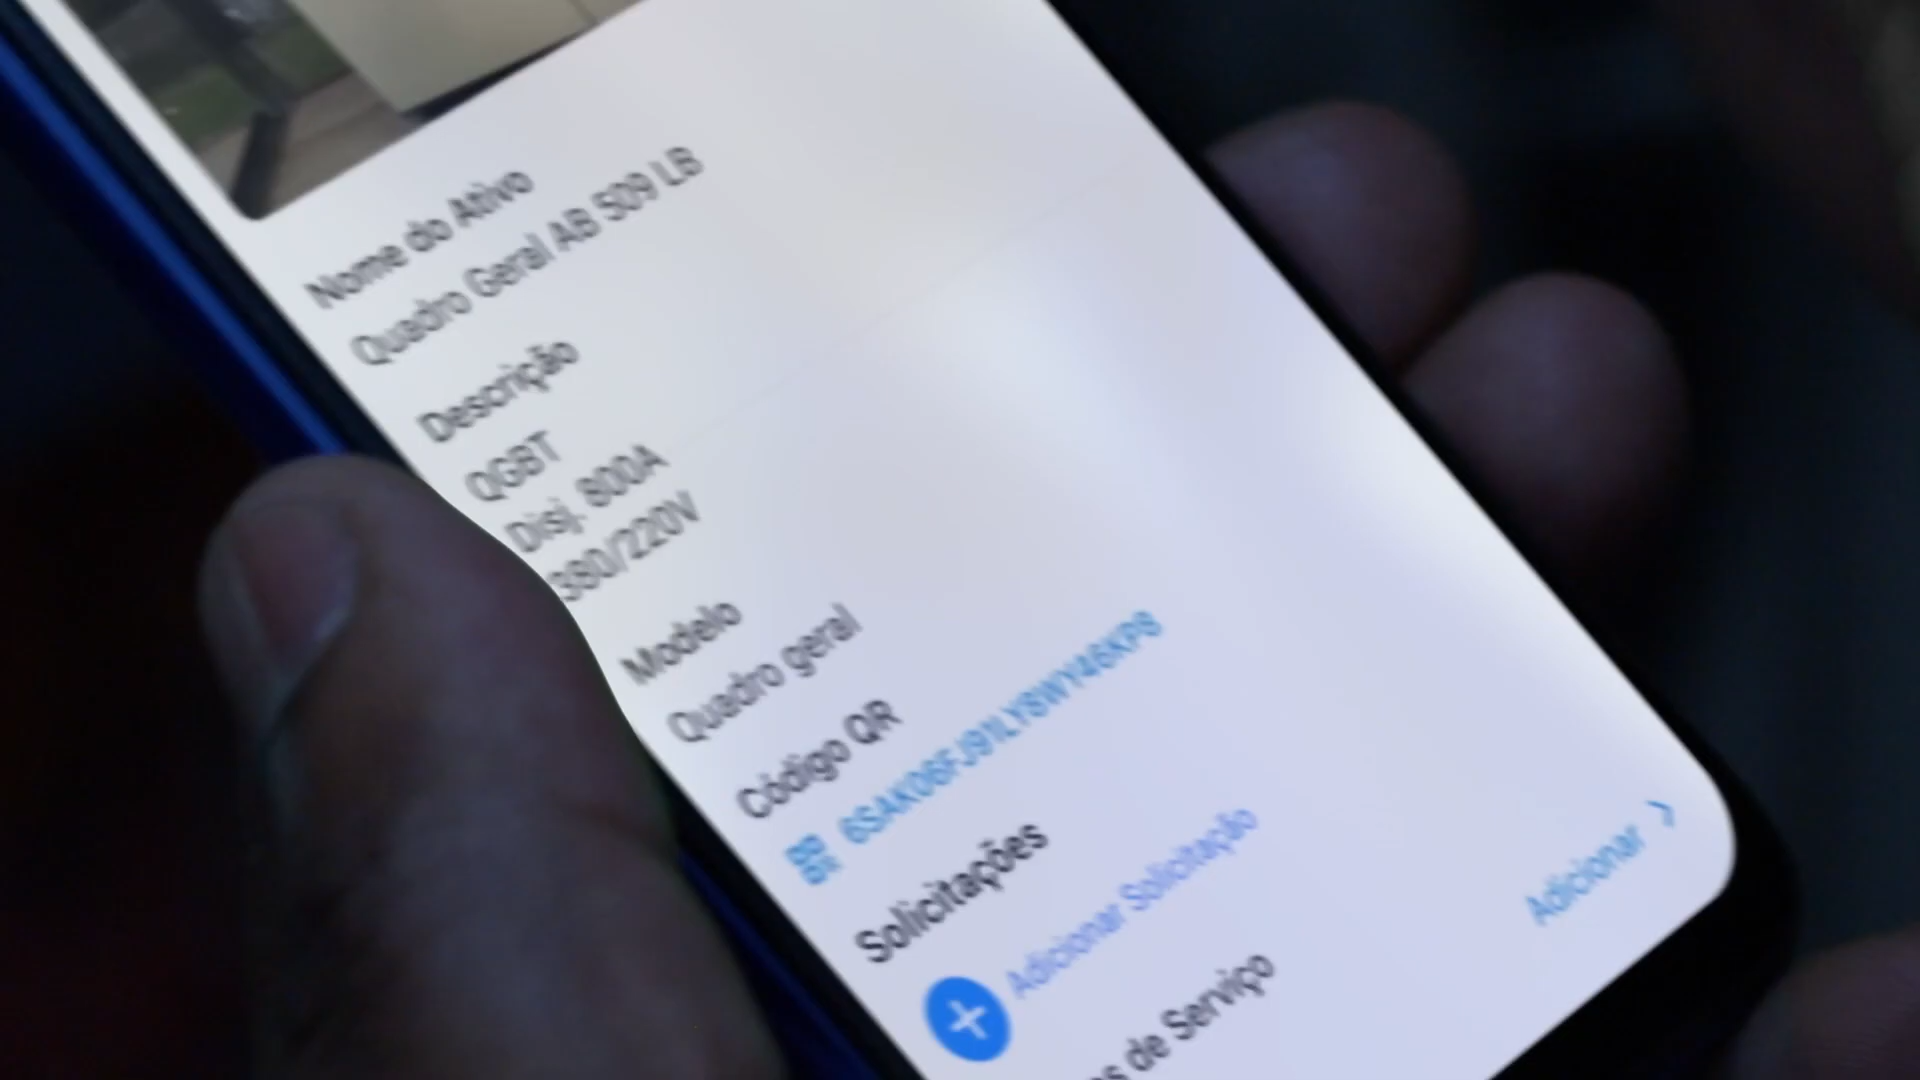 Nome do Ativo
Quadro Geral AB 509 LB
Descrição
QGBT
Disj. 800A
380/220V
Modelo
Quadro geral
Código QR
6SAK06FJ91LY8WY46KP8
Solicitações
Adicionar Solicitação
Adicionar
de Serviço